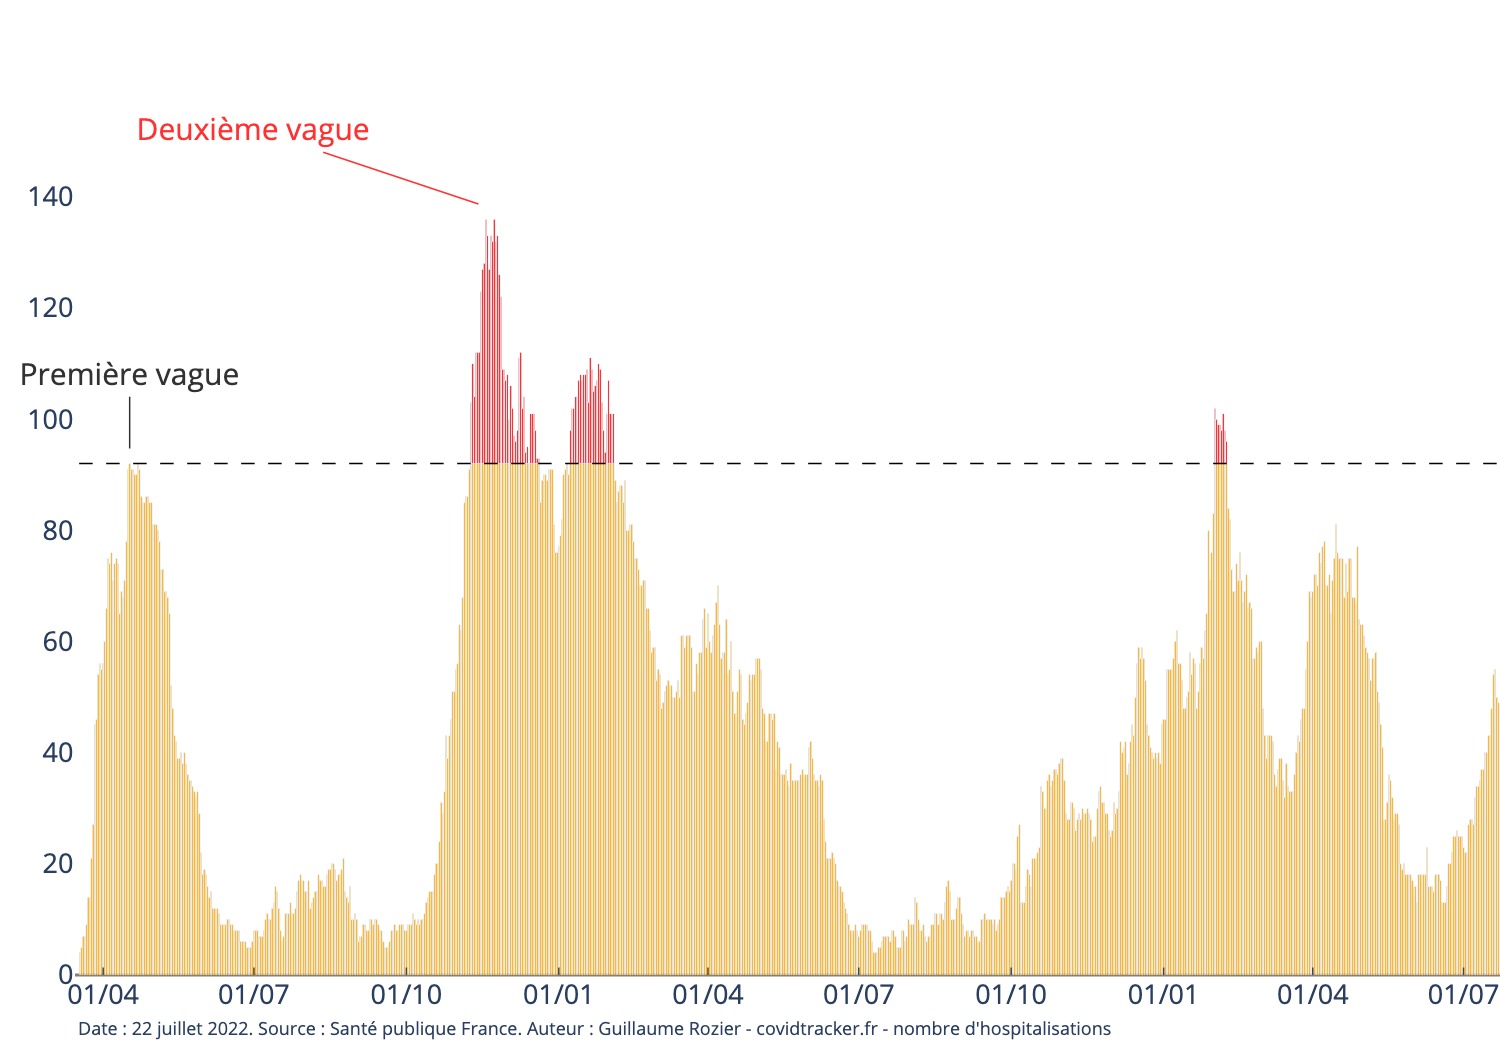 Deuxième vague
140
120
Première vague
100
80
60
40
20
0
01/04 01/07 01/10 01/01 01/04 01/07 01/10 01/01 01/04 01/07
Date : 22 juillet 2022. Source : Santé publique France. Auteur : Guillaume Rozier - covidtracker.fr - nombre d'hospitalisations